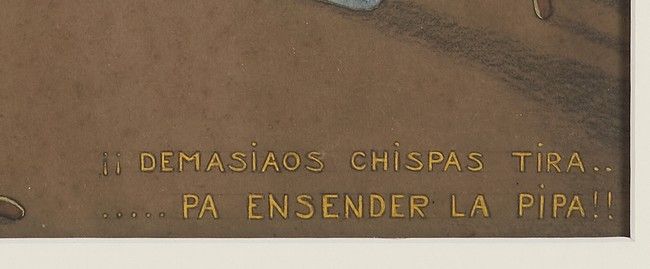 ¡¡ DEMASIAOS CHISPAS TIRA..
..... PA ENSENDER LA PIPA!!